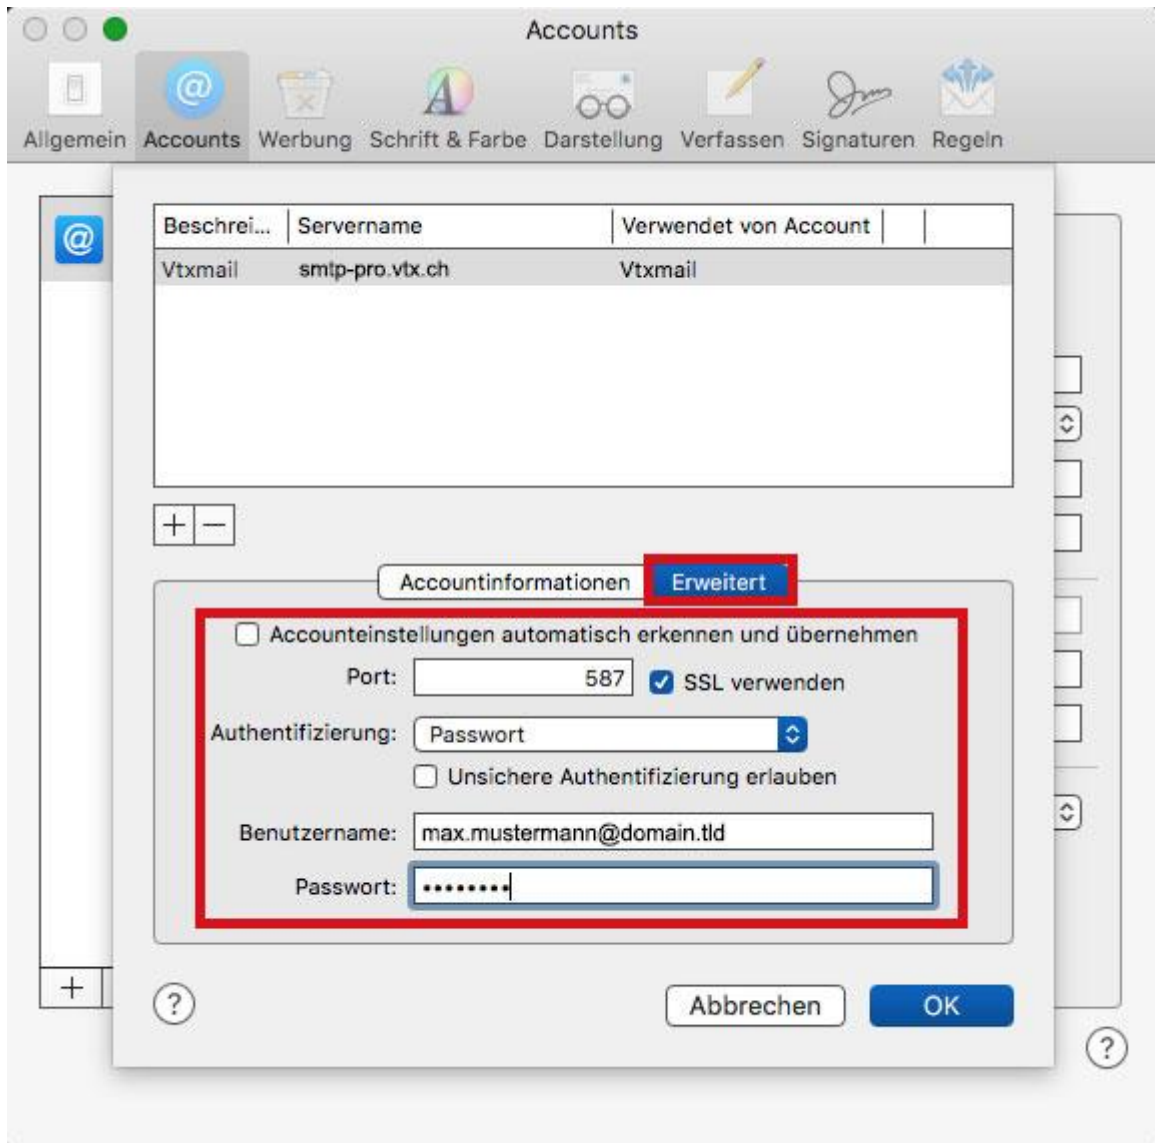 Accounts
Allgemein Accounts Werbung Schrift & Farbe Darstellung Verfassen Signaturen Regeln
Beschrei... Servername Verwendet von Account
Vtxmail smtp-pro.vtx.ch Vtxmail
Accountinformationen Erweitert
Accounteinstellungen automatisch erkennen und übernehmen
Port: 587 SSL verwenden
Authentifizierung: Passwort
Unsichere Authentifizierung erlauben
Benutzername: max.mustermann@domain.tld
Passwort: ••••••••
Abbrechen OK